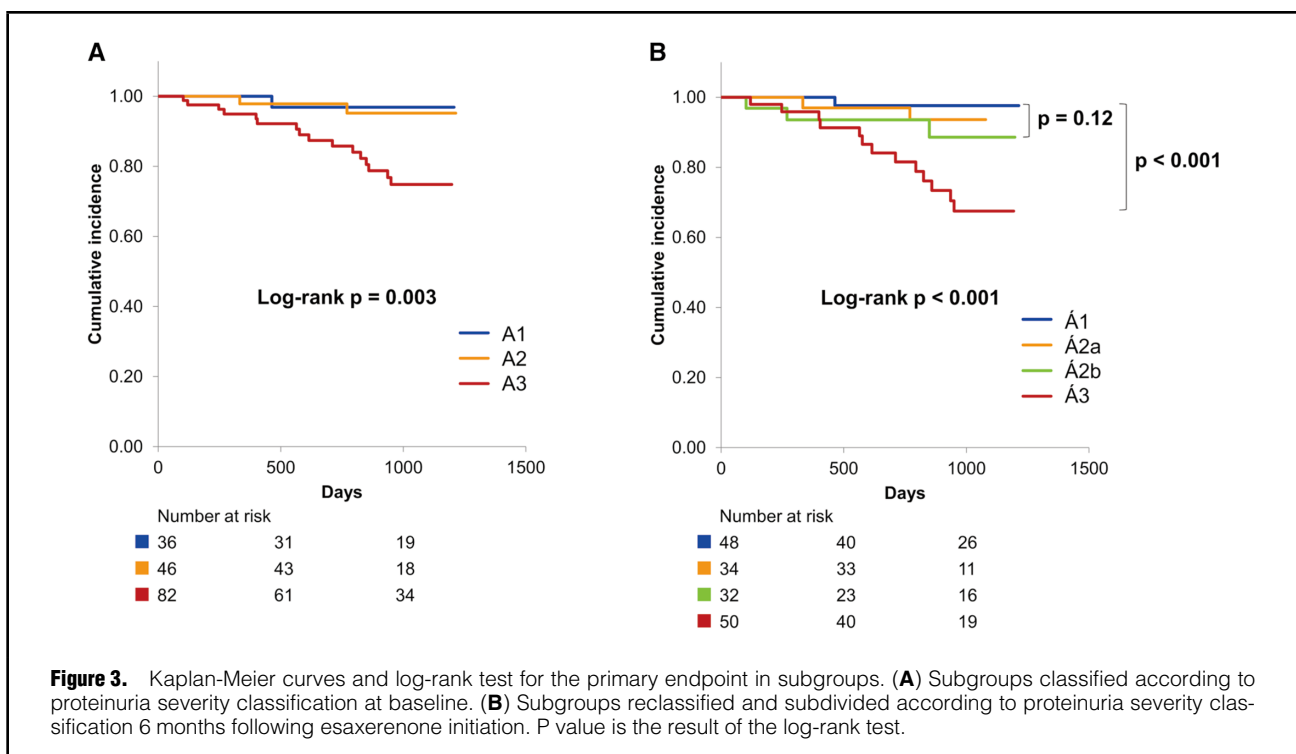 A
Cumulative incidence
1.00
0.80
0.60
0.40
0.20
0.00
Log-rank p = 0.003
A1
A2
A3
0 500 1000 1500
Days
Number at risk
36 31 19
46 43 18
82 61 34
B
Cumulative incidence
1.00
0.80
0.60
0.40
0.20
0.00
p = 0.12
p < 0.001
Log-rank p < 0.001
Á1
Á2a
Á2b
Á3
0 500 1000 1500
Days
Number at risk
48 40 26
34 33 11
32 23 16
50 40 19
Figure 3. Kaplan-Meier curves and log-rank test for the primary endpoint in subgroups. (A) Subgroups classified according to
proteinuria severity classification at baseline. (B) Subgroups reclassified and subdivided according to proteinuria severity clas-
sification 6 months following esaxerenone initiation. P value is the result of the log-rank test.